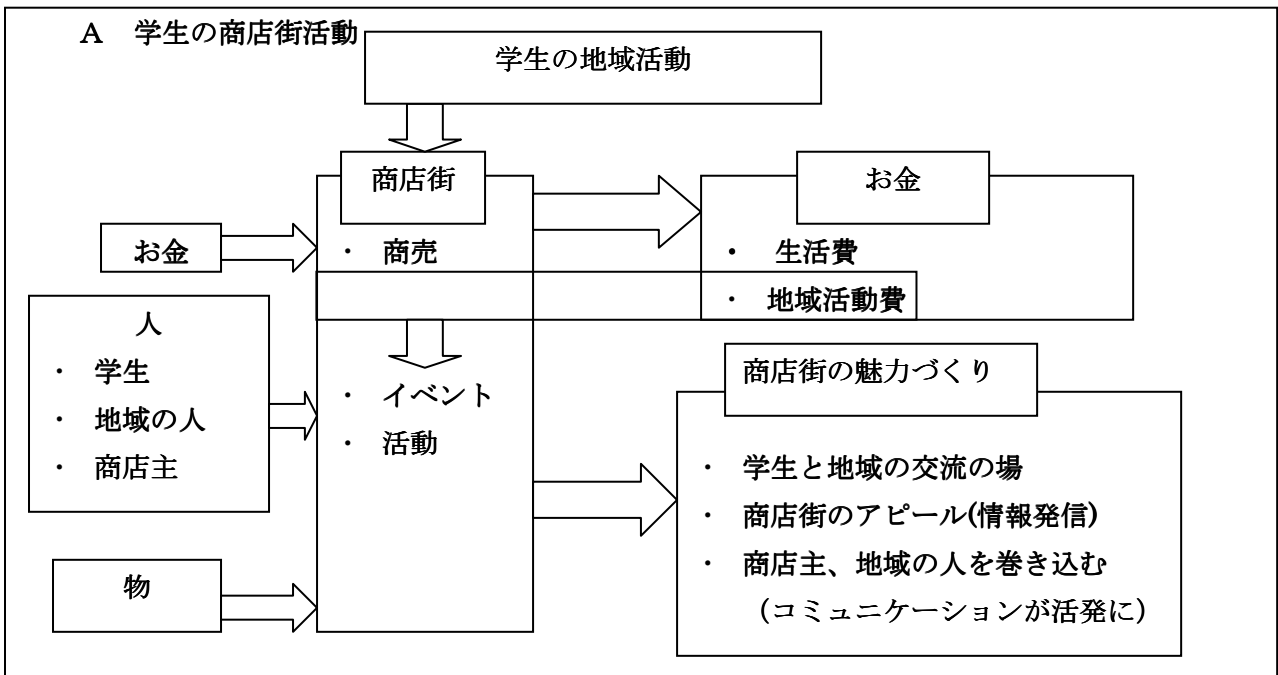 A 学生の商店街活動
学生の地域活動
商店街
お金
お金
・ 商売
・ 生活費
・ 地域活動費
人
・ 学生
・ 地域の人
・ 商店主
・ イベント
・ 活動
商店街の魅力づくり
・ 学生と地域の交流の場
・ 商店街のアピール(情報発信)
・ 商店主、地域の人を巻き込む
（コミュニケーションが活発に）
物